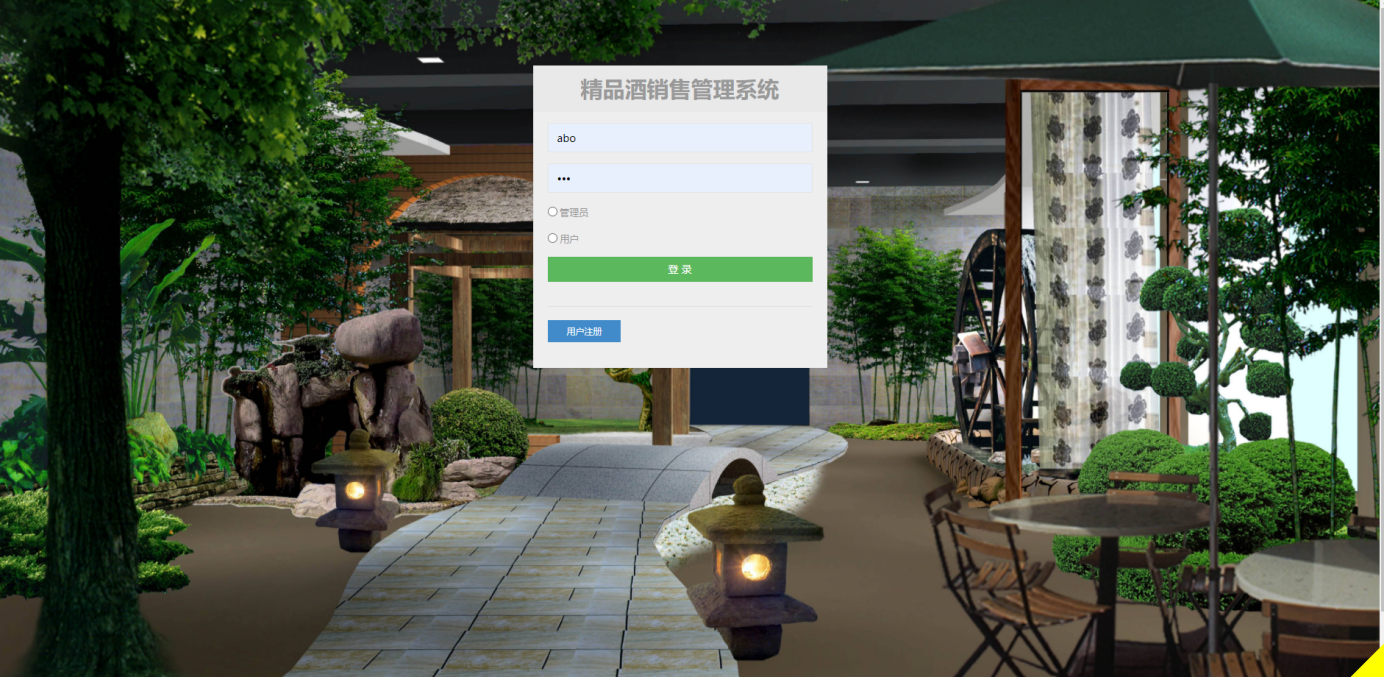 精品酒销售管理系统
abo
•••
管理员
用户
登 录
用户注册